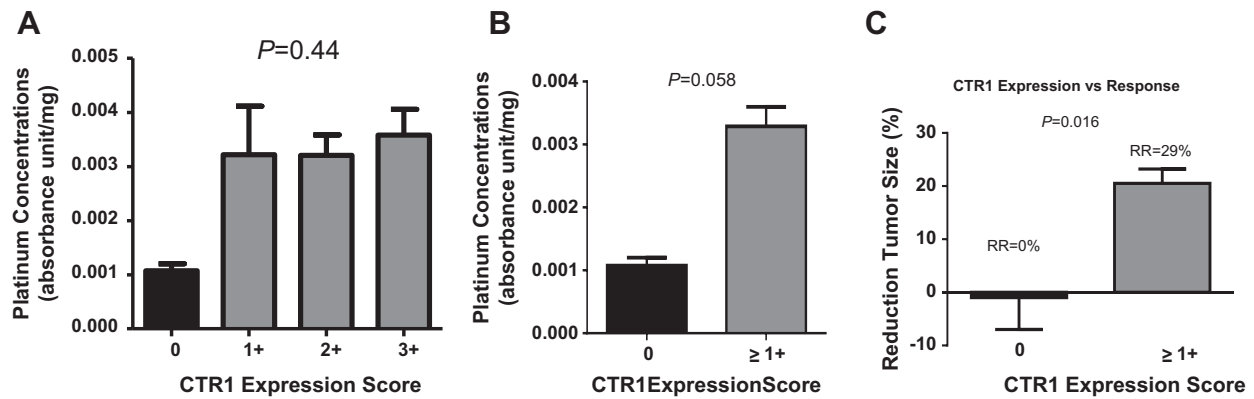 A
P=0.44
Platinum Concentrations
(absorbance unit/mg)
0.005
0.004
0.003
0.002
0.001
0.000
0 1+ 2+ 3+
CTR1 Expression Score
B
P=0.058
Platinum Concentrations
(absorbance unit/mg)
0.004
0.003
0.002
0.001
0.000
0 ≥ 1+
CTR1ExpressionScore
C
CTR1 Expression vs Response
P=0.016
Reduction Tumor Size (%)
30
20
10
0
-10
RR=29%
RR=0%
0 ≥ 1+
CTR1 Expression Score